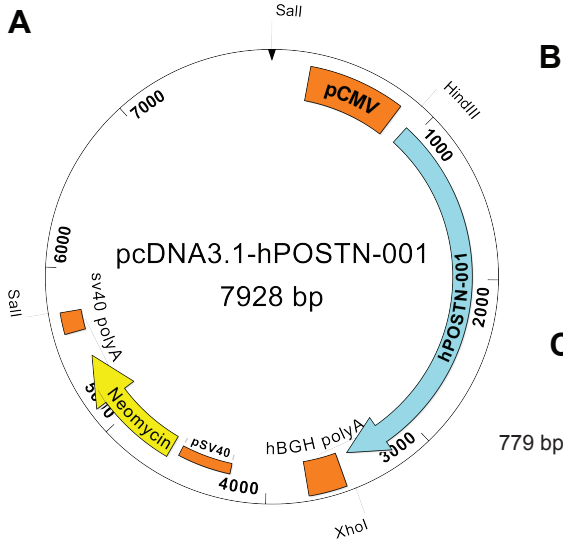 A
SalI
B
pCMV
HindIII
7000
1000
6000
pcDNA3.1-hPOSTN-001
7928 bp
hPOSTN-001
2000
SalI
sv40 polyA
C
5000
Neomycin
pSV40
hBGH polyA
3000
779 bp
4000
XhoI